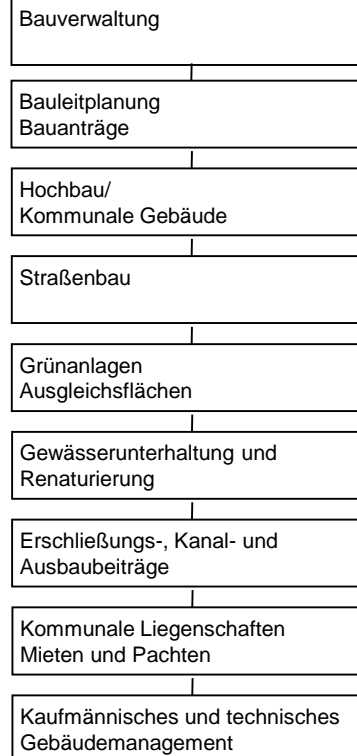 Bauverwaltung
Bauleitplanung
Bauanträge
Hochbau/
Kommunale Gebäude
Straßenbau
Grünanlagen
Ausgleichsflächen
Gewässerunterhaltung und
Renaturierung
Erschließungs-, Kanal- und
Ausbaubeiträge
Kommunale Liegenschaften
Mieten und Pachten
Kaufmännisches und technisches
Gebäudemanagement